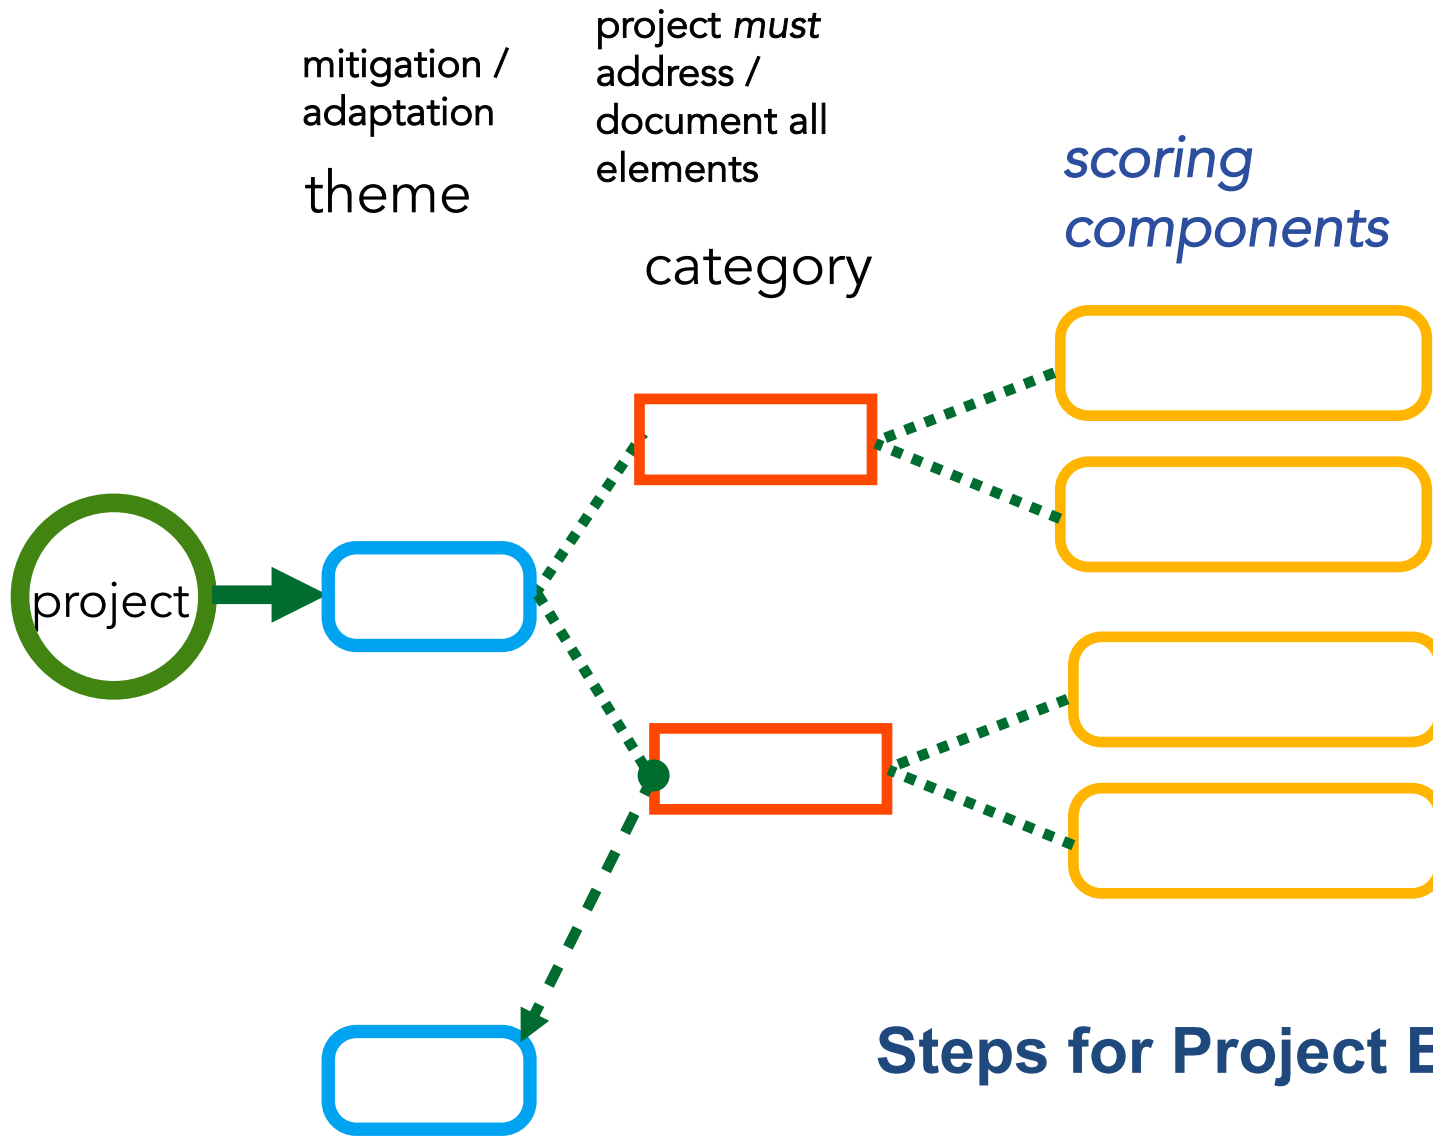 mitigation /
adaptation
theme
project must
address /
document all
elements
category
scoring
components
project
Steps for Project